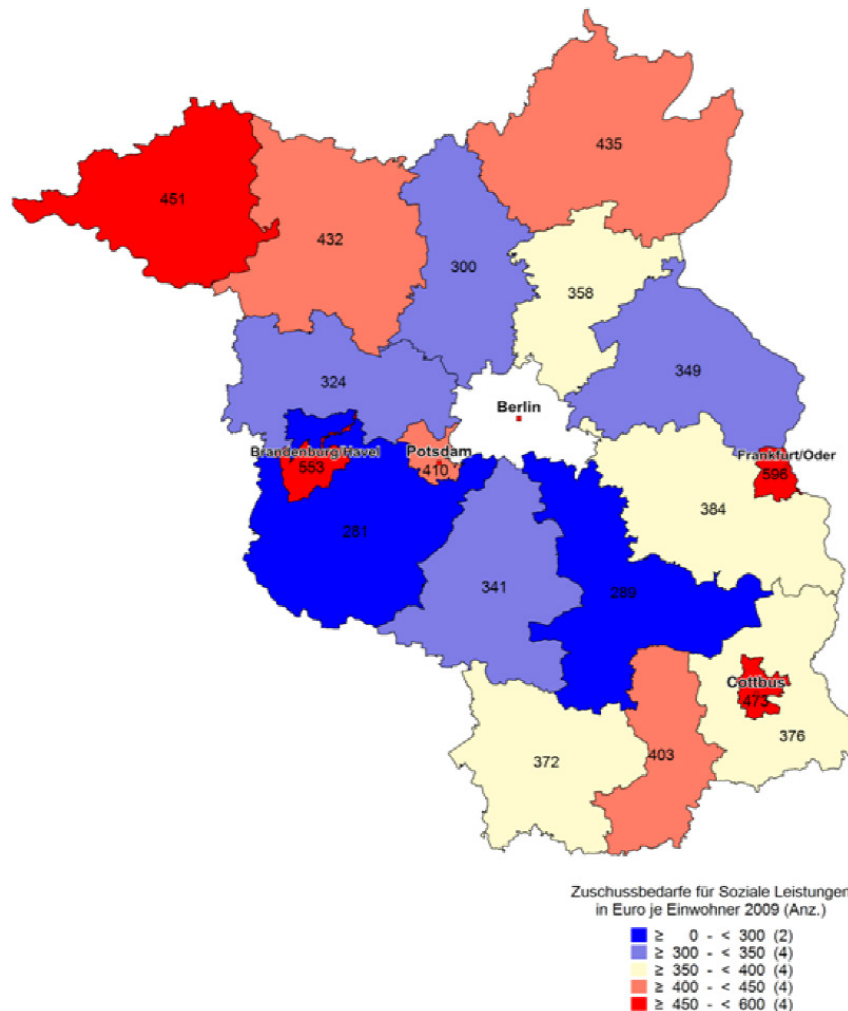 435
451
432
300
358
324
349
Berlin
Brandenburg/Havel
553
Potsdam
410
Frankfurt/Oder
596
384
281
341
289
Cottbus
473
376
372
403
Zuschussbedarfe für Soziale Leistungen
in Euro je Einwohner 2009 (Anz.)
≥ 0 - < 300 (2)
≥ 300 - < 350 (4)
≥ 350 - < 400 (4)
≥ 400 - < 450 (4)
≥ 450 - < 600 (4)